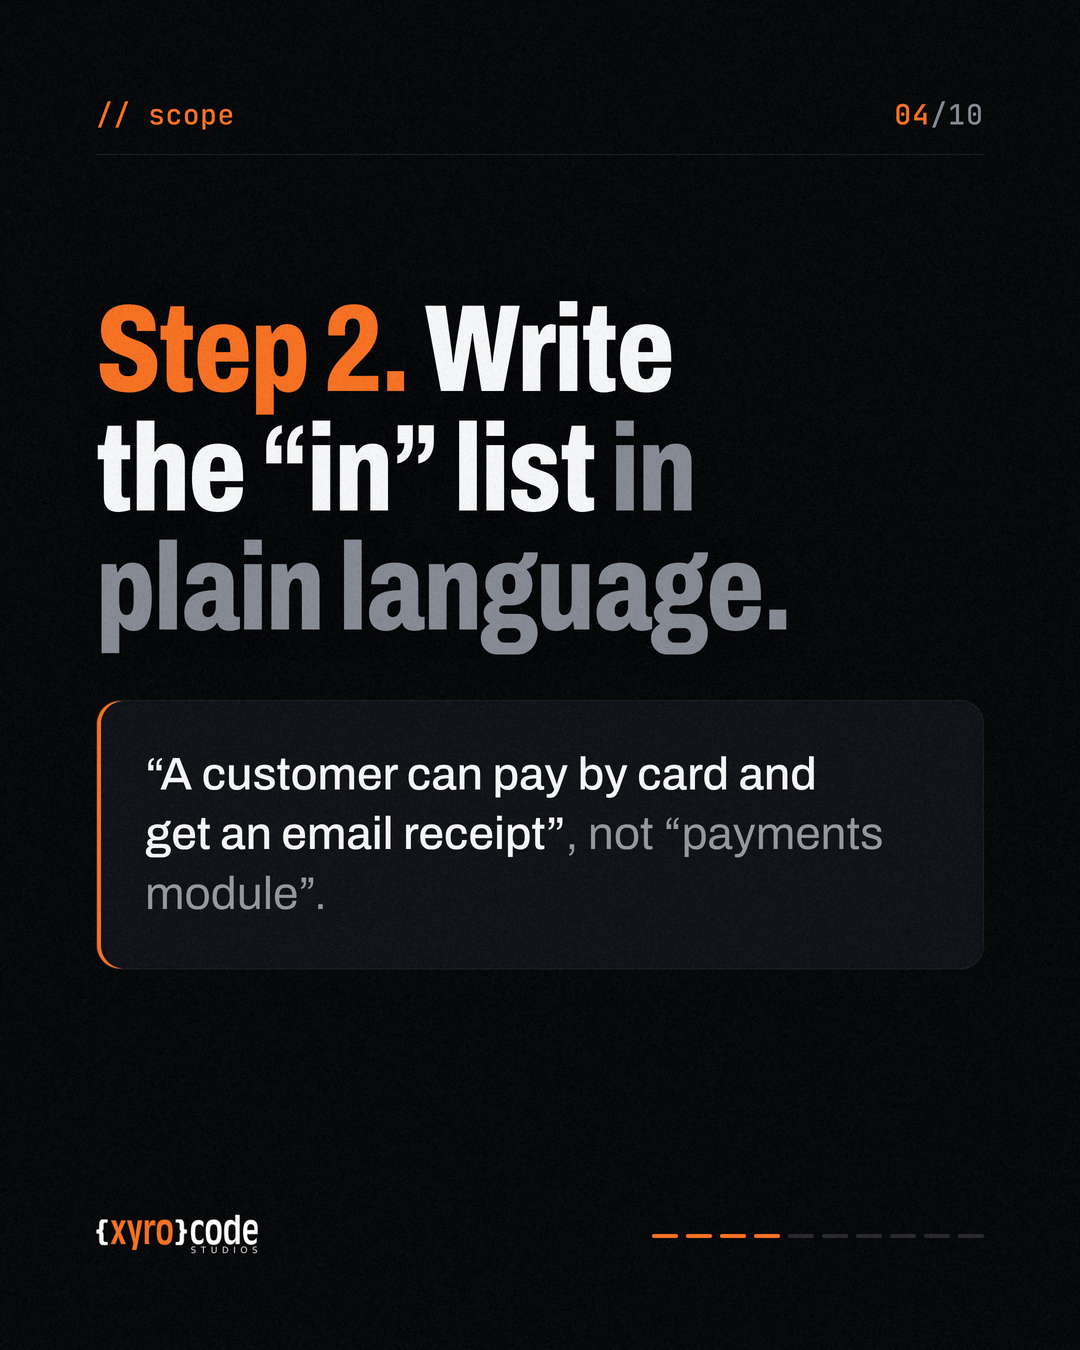 // scope
04/10
Step 2. Write
the “in” list in
plain language.
“A customer can pay by card and
get an email receipt”, not “payments
module”.
{xyro}code
STUDIOS